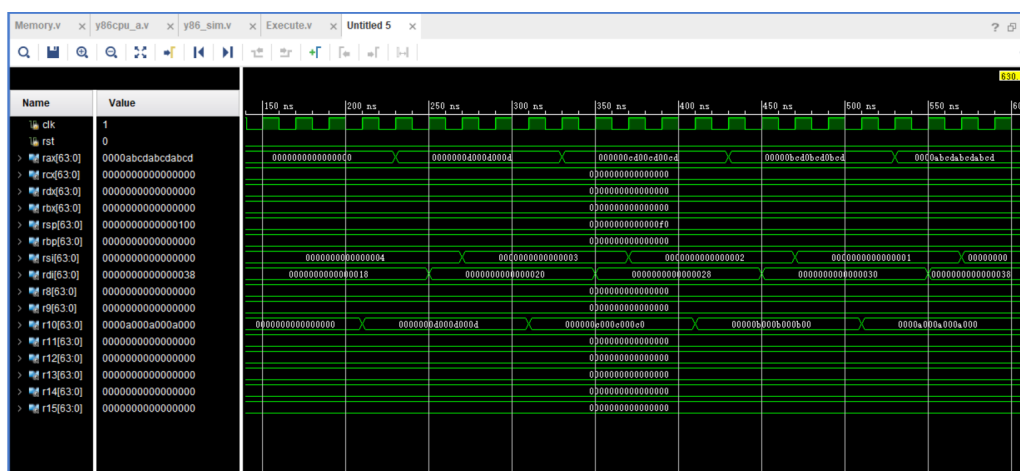 Memory.v × y86cpu_a.v × y86_sim.v × Execute.v × Untitled 5 ×
?
630.
Name Value 150 ns 200 ns 250 ns 300 ns 350 ns 400 ns 450 ns 500 ns 550 ns 60
clk 1
rst 0
rax[63:0] 0000abcdabcdabcd 0000000000000000 0000000d000d000d 000000cd00cd00cd 00000bcd0bcd0bcd 0000abcdabcdabcd
rcx[63:0] 0000000000000000 0000000000000000
rdx[63:0] 0000000000000000 0000000000000000
rbx[63:0] 0000000000000000 0000000000000000
rsp[63:0] 0000000000000100 00000000000000f0
rbp[63:0] 0000000000000000 0000000000000000
rsi[63:0] 0000000000000000 0000000000000004 0000000000000003 0000000000000002 0000000000000001 00000000
rdi[63:0] 0000000000000038 0000000000000018 0000000000000020 0000000000000028 0000000000000030 0000000000000038
r8[63:0] 0000000000000000 0000000000000000
r9[63:0] 0000000000000000 0000000000000000
r10[63:0] 0000a000a000a000 0000000000000000 0000000d000d000d 000000c000c000c0 00000b000b000b00 0000a000a000a000
r11[63:0] 0000000000000000 0000000000000000
r12[63:0] 0000000000000000 0000000000000000
r13[63:0] 0000000000000000 0000000000000000
r14[63:0] 0000000000000000 0000000000000000
r15[63:0] 0000000000000000 0000000000000000